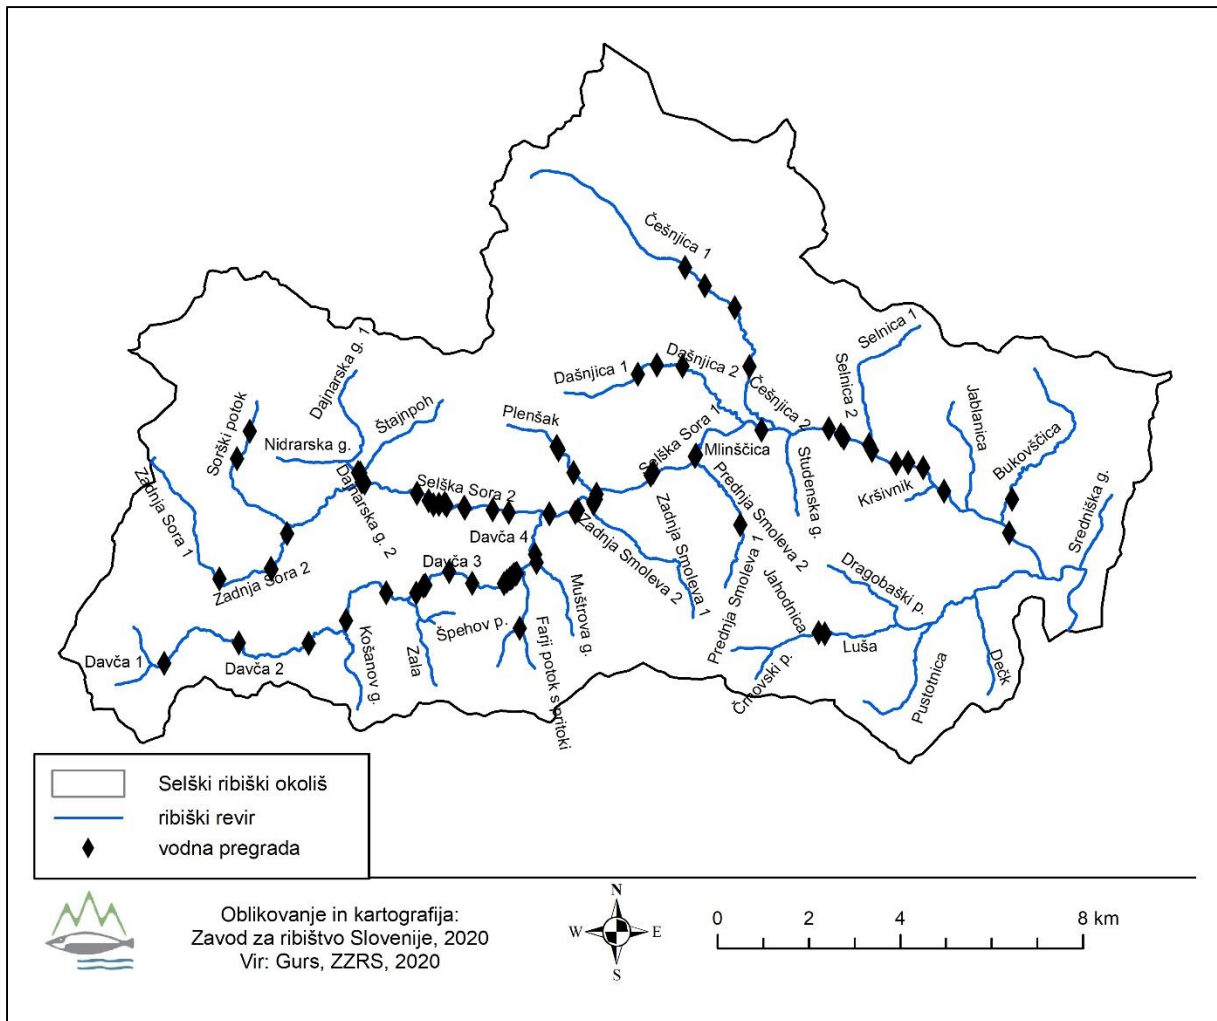 Češnjica 1
Selnica 1
Dajnarska g. 1
Dašnjica 1
Dašnjica 2
Selnica 2
Češnjica 2
Štajnpoh
Sorški potok
Plenšak
Jablanica
Bukovščica
Nidrarska g.
Selška Sora 1
Mlinščica
Studenska g.
Zadnja Sora 1
Dajnarska g. 2
Selška Sora 2
Prednja Smoleva 2
Kršivnik
Sredniška g.
Davča 4
Zadnja Smoleva 2
Zadnja Smoleva 1
Zadnja Sora 2
Davča 3
Muštrova g.
Prednja Smoleva 1
Jahodnica
Dragobaški p.
Špehov p.
Farji potok s pritoki
Luša
Davča 1
Davča 2
Košanov g.
Zala
Črnovski p.
Pustotnica
Dečk
Selški ribiški okoliš
ribiški revir
vodna pregrada
Oblikovanje in kartografija:
Zavod za ribištvo Slovenije, 2020
Vir: Gurs, ZZRS, 2020
N
W E
S
0 2 4 8 km